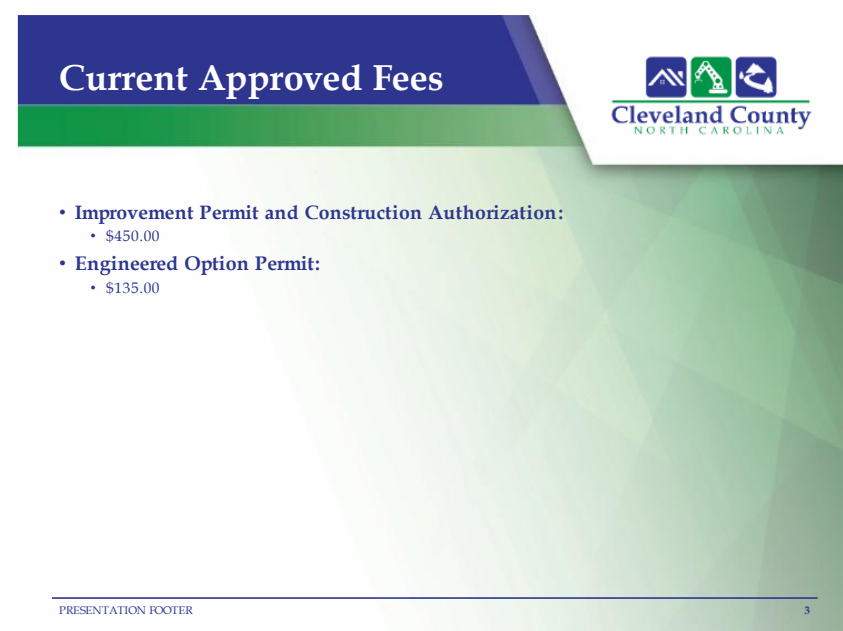 Current Approved Fees
Cleveland County
NORTH CAROLINA
• Improvement Permit and Construction Authorization:
• $450.00
• Engineered Option Permit:
• $135.00
PRESENTATION FOOTER
3